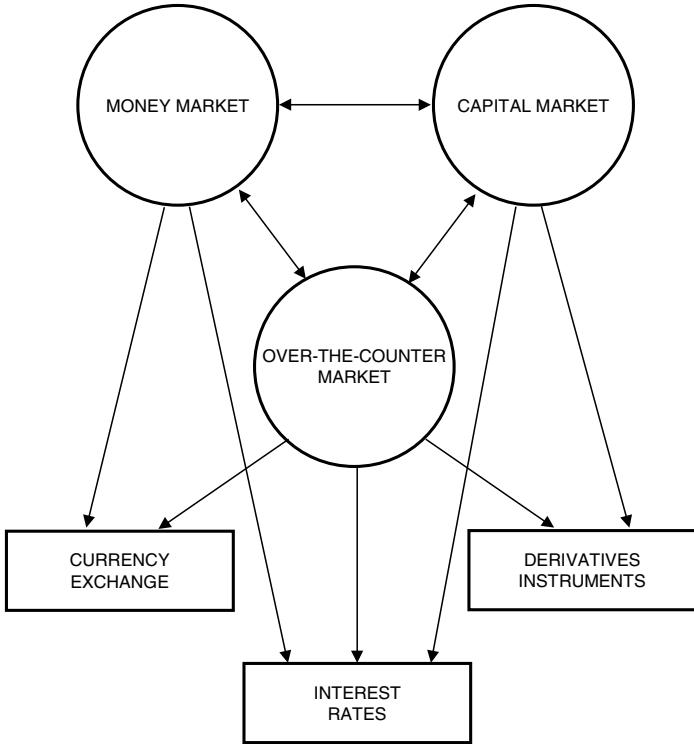 MONEY MARKET
CAPITAL MARKET
OVER-THE-COUNTER
MARKET
CURRENCY
EXCHANGE
DERIVATIVES
INSTRUMENTS
INTEREST
RATES